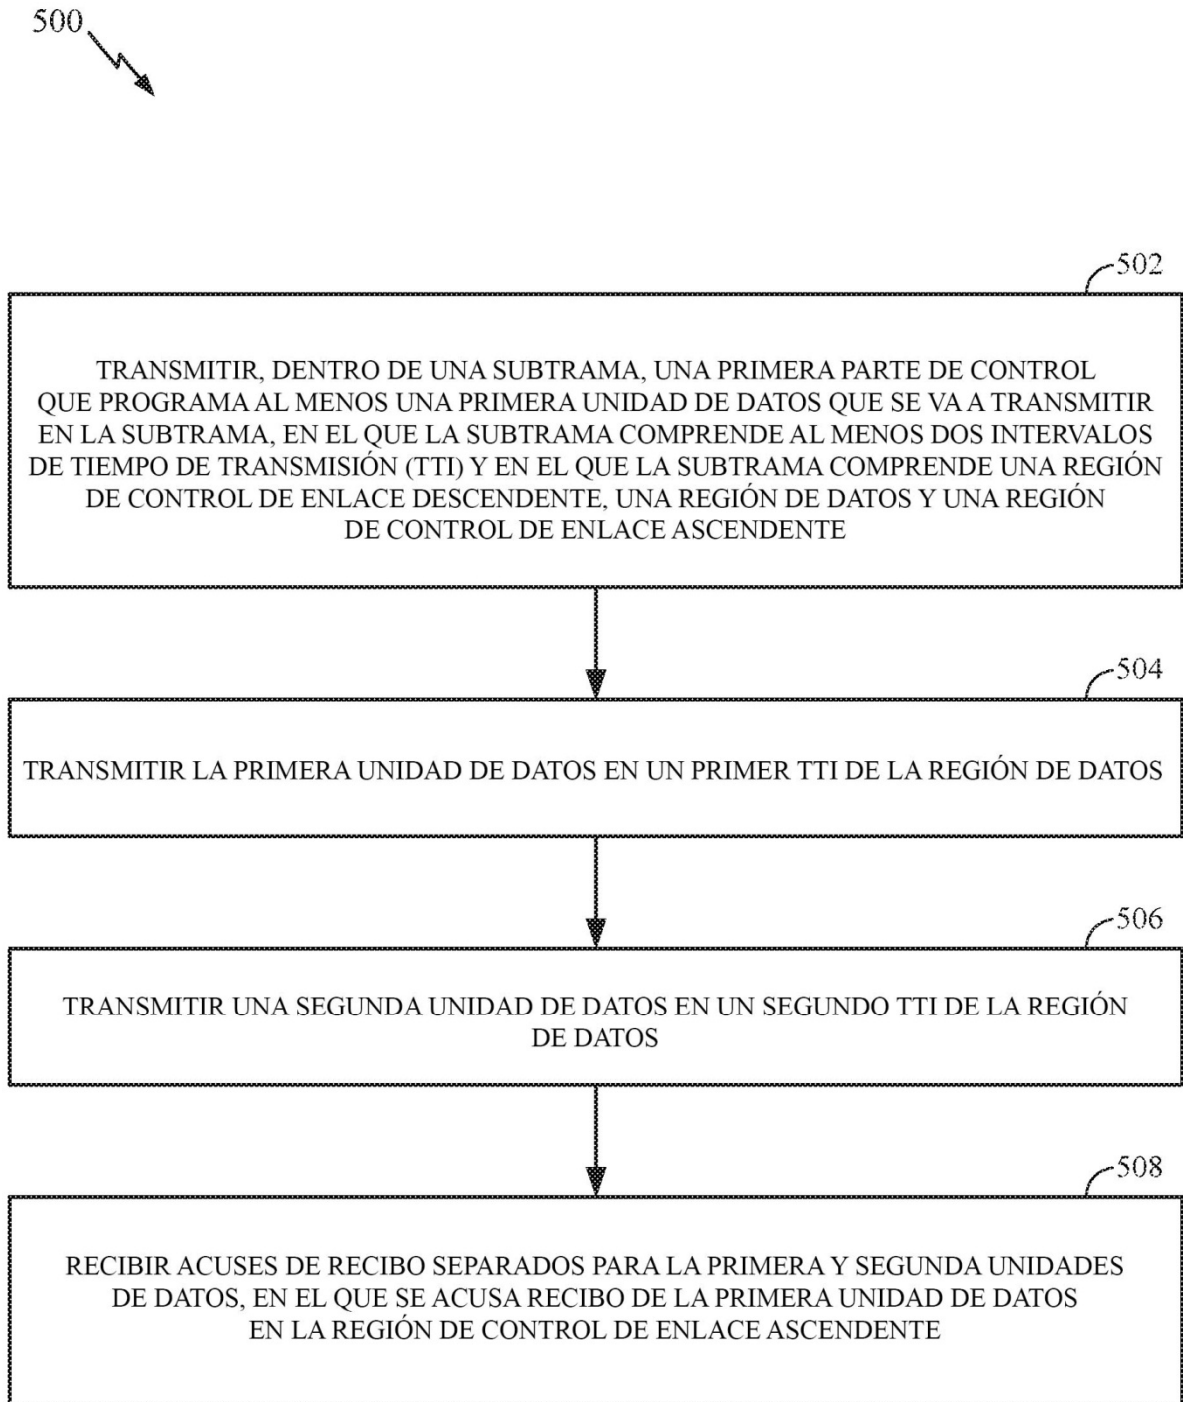 500
502
TRANSMITIR, DENTRO DE UNA SUBTRAMA, UNA PRIMERA PARTE DE CONTROL
QUE PROGRAMA AL MENOS UNA PRIMERA UNIDAD DE DATOS QUE SE VA A TRANSMITIR
EN LA SUBTRAMA, EN EL QUE LA SUBTRAMA COMPRENDE AL MENOS DOS INTERVALOS
DE TIEMPO DE TRANSMISIÓN (TTI) Y EN EL QUE LA SUBTRAMA COMPRENDE UNA REGIÓN
DE CONTROL DE ENLACE DESCENDENTE, UNA REGIÓN DE DATOS Y UNA REGIÓN
DE CONTROL DE ENLACE ASCENDENTE
504
TRANSMITIR LA PRIMERA UNIDAD DE DATOS EN UN PRIMER TTI DE LA REGIÓN DE DATOS
506
TRANSMITIR UNA SEGUNDA UNIDAD DE DATOS EN UN SEGUNDO TTI DE LA REGIÓN
DE DATOS
508
RECIBIR ACUSES DE RECIBO SEPARADOS PARA LA PRIMERA Y SEGUNDA UNIDADES
DE DATOS, EN EL QUE SE ACUSA RECIBO DE LA PRIMERA UNIDAD DE DATOS
EN LA REGIÓN DE CONTROL DE ENLACE ASCENDENTE